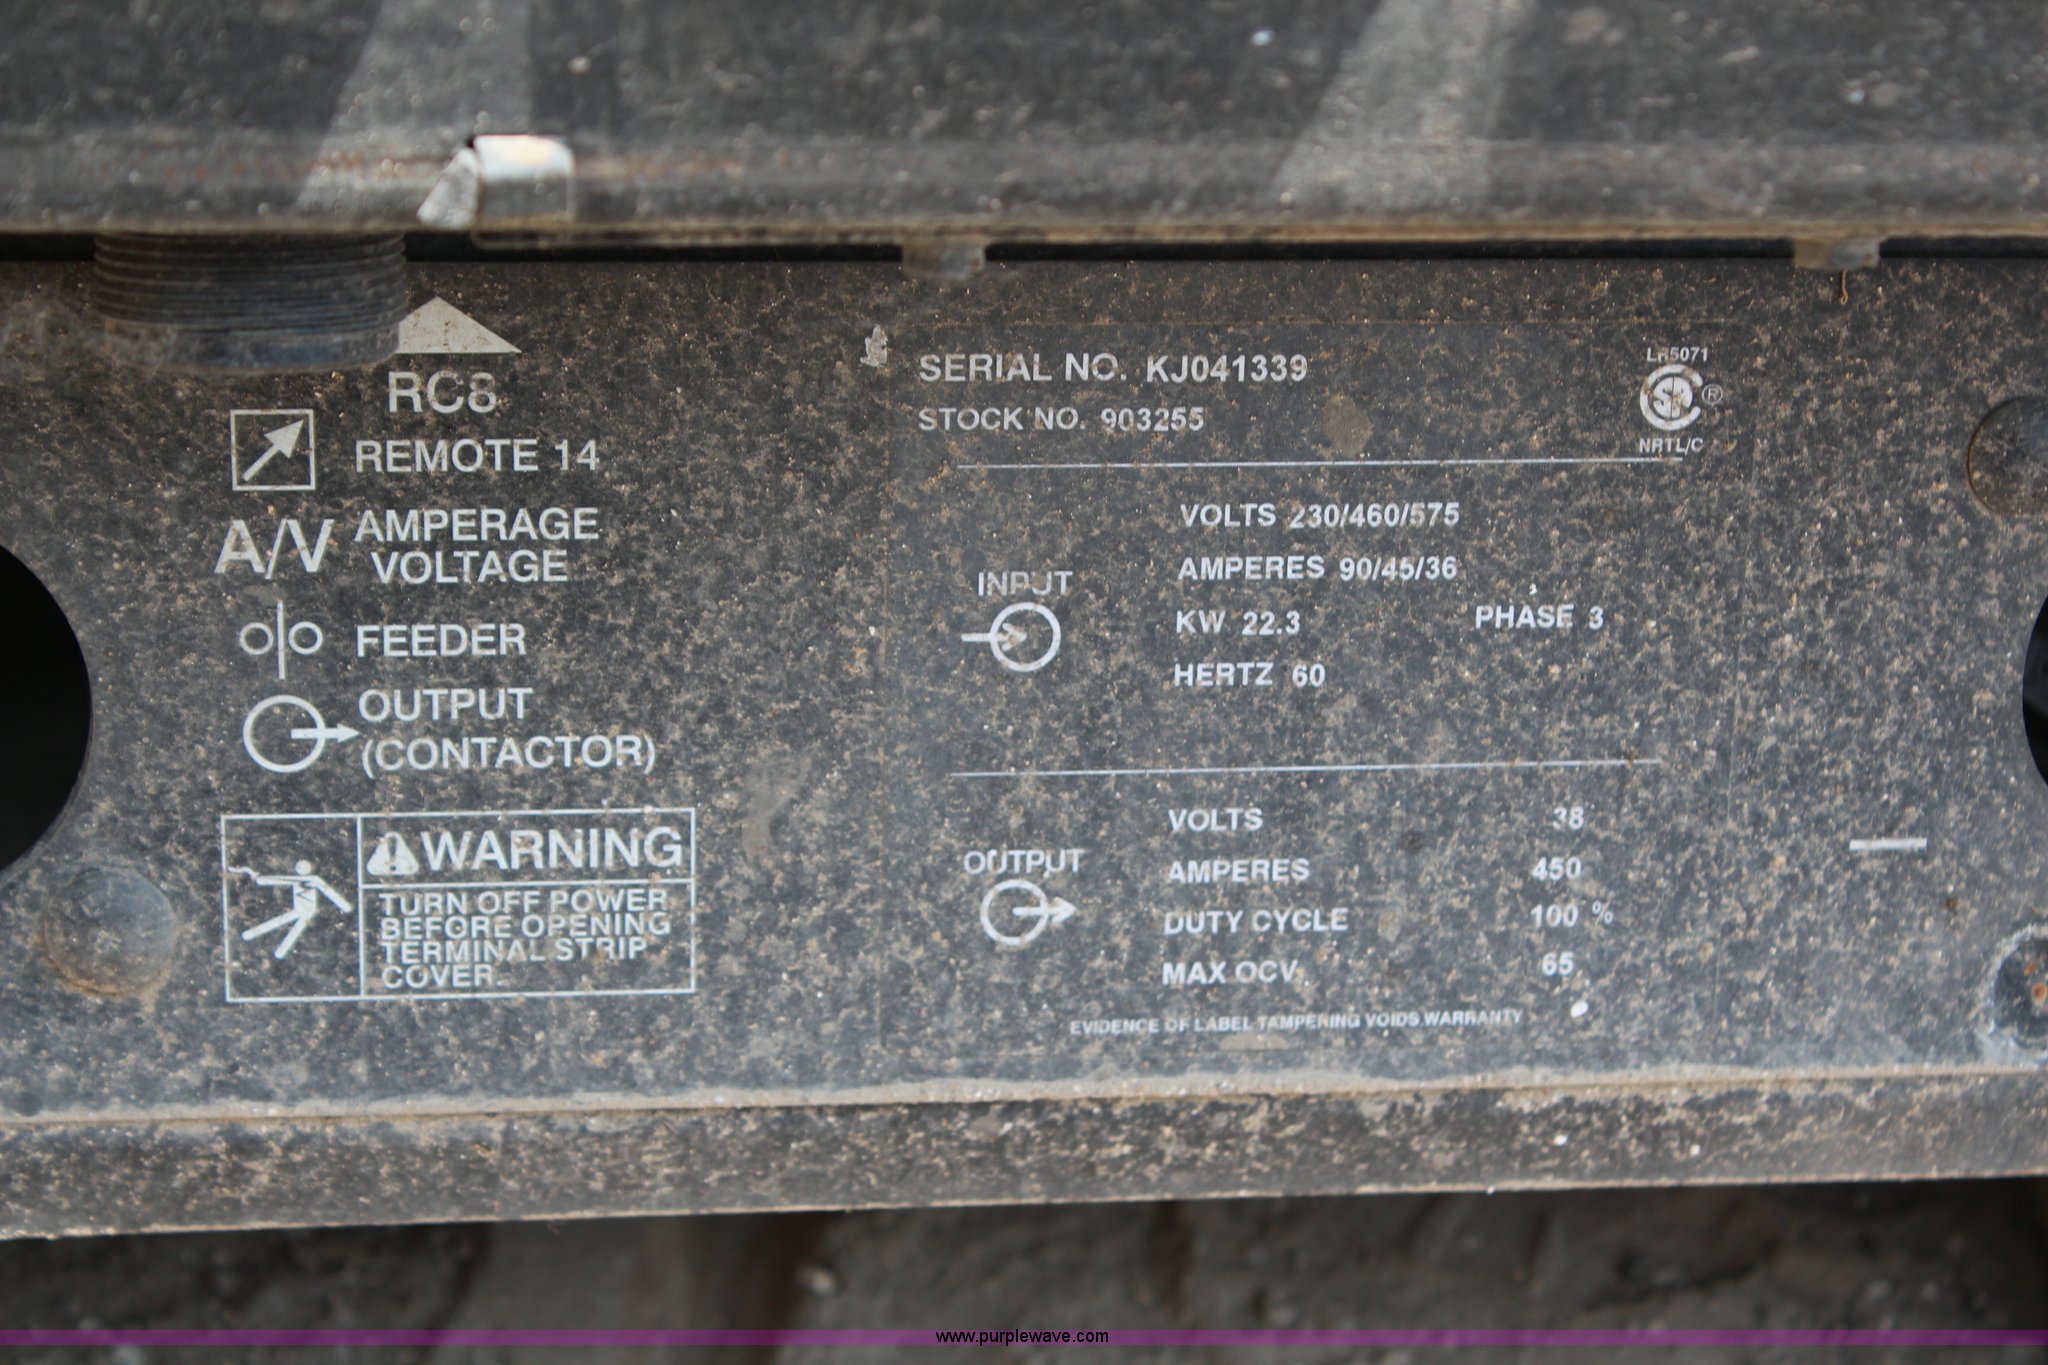 RC8
REMOTE 14
A/V AMPERAGE
VOLTAGE
FEEDER
OUTPUT
(CONTACTOR)
WARNING
TURN OFF POWER
BEFORE OPENING
TERMINAL STRIP
COVER.
SERIAL NO. KJ041339
STOCK NO. 903255
LR5071
®
NRTL/C
INPUT
VOLTS 230/460/575
AMPERES 90/45/36
KW 22.3 PHASE 3
HERTZ 60
OUTPUT
VOLTS 38
AMPERES 450
DUTY CYCLE 100 %
MAX OCV 65
EVIDENCE OF LABEL TAMPERING VOIDS WARRANTY
www.purplewave.com